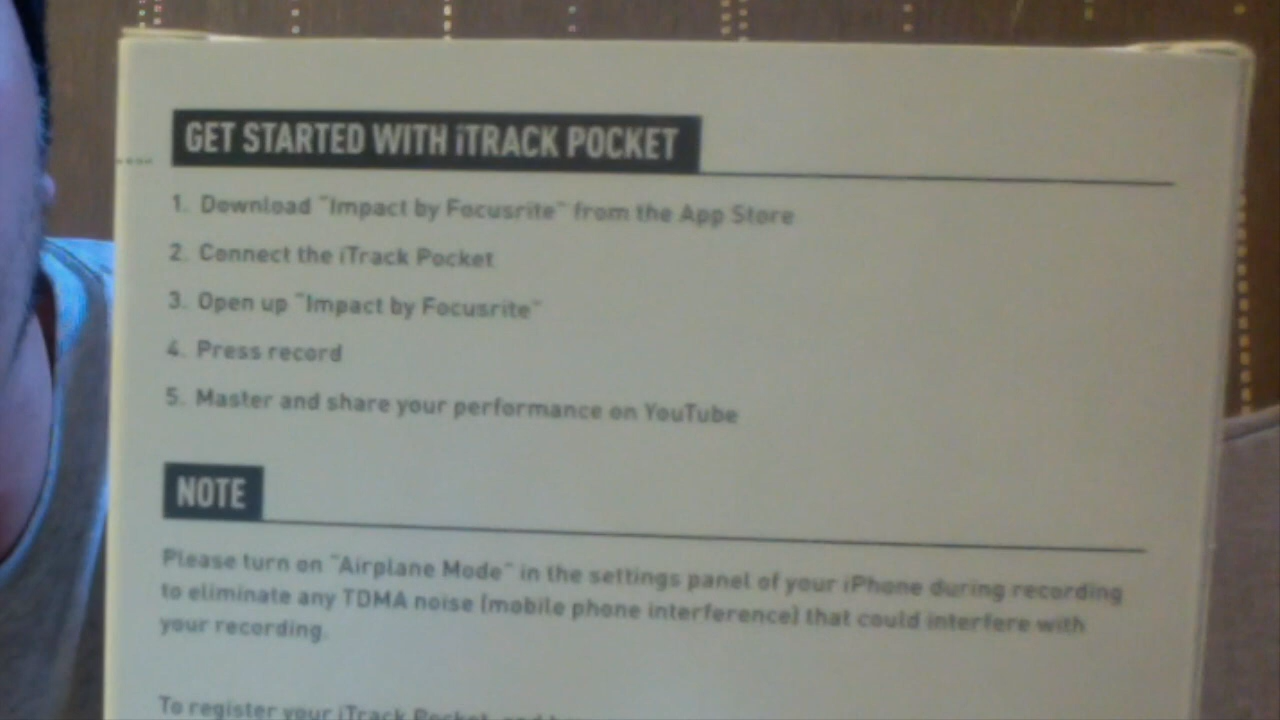 GET STARTED WITH iTRACK POCKET
1. Download "Impact by Focusrite" from the App Store
2. Connect the iTrack Pocket
3. Open up "Impact by Focusrite"
4. Press record
5. Master and share your performance on YouTube
NOTE
Please turn on "Airplane Mode" in the settings panel of your iPhone during recording
to eliminate any TDMA noise (mobile phone interference) that could interfere with
your recording.
To register your iTrack Pocket, and